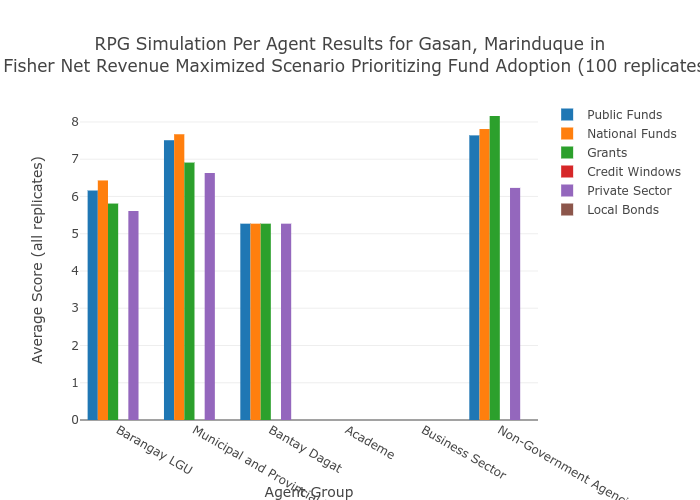 RPG Simulation Per Agent Results for Gasan, Marinduque in
Fisher Net Revenue Maximized Scenario Prioritizing Fund Adoption (100 replicates
8
7
6
5
4
3
2
1
0
Average Score (all replicates)
Public Funds
National Funds
Grants
Credit Windows
Private Sector
Local Bonds
Barangay LGU
Municipal and
Bantay Dagat
Academe
Business Sector
Non-Government
Agent Group